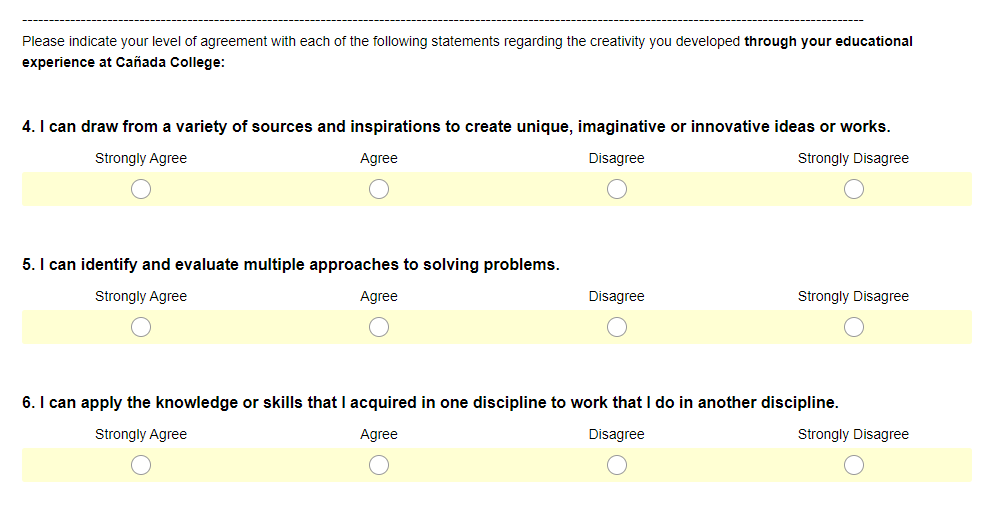 Please indicate your level of agreement with each of the following statements regarding the creativity you developed through your educational
experience at Cañada College:
4. I can draw from a variety of sources and inspirations to create unique, imaginative or innovative ideas or works.
Strongly Agree Agree Disagree Strongly Disagree
5. I can identify and evaluate multiple approaches to solving problems.
Strongly Agree Agree Disagree Strongly Disagree
6. I can apply the knowledge or skills that I acquired in one discipline to work that I do in another discipline.
Strongly Agree Agree Disagree Strongly Disagree